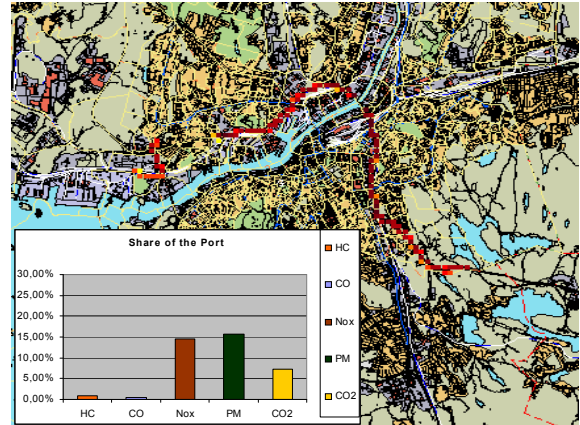 Share of the Port
30,00%
25,00%
20,00%
15,00%
10,00%
5,00%
0,00%
HC
CO
Nox
PM
CO2
HC
CO
Nox
PM
CO2